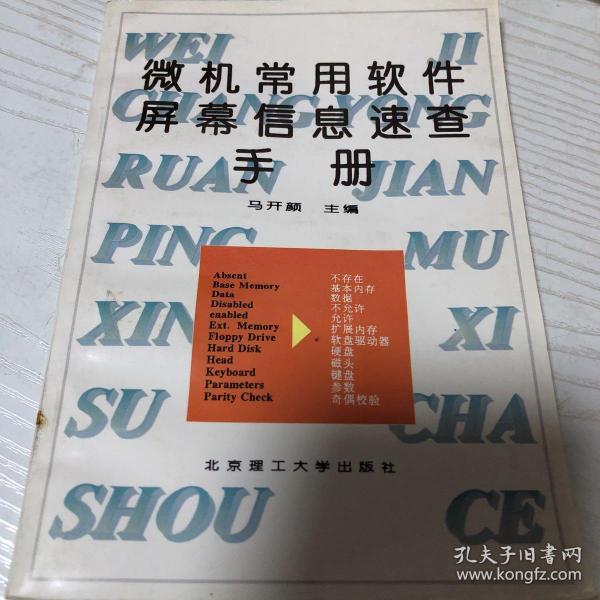 WEI JI
微机常用软件
CHANG YONG
屏幕信息速查
RUAN JIAN
手 册
马开颜 主编
PING MU
XIN XI
SU CHA
SHOU CE
Absent 不存在
Base Memory 基本内存
Data 数据
Disabled 不允许
enabled 允许
Ext. Memory 扩展内存
Floppy Drive 软盘驱动器
Hard Disk 硬盘
Head 磁头
Keyboard 键盘
Parameters 参数
Parity Check 奇偶校验
北京理工大学出版社
孔夫子旧书网
www.kongfz.com